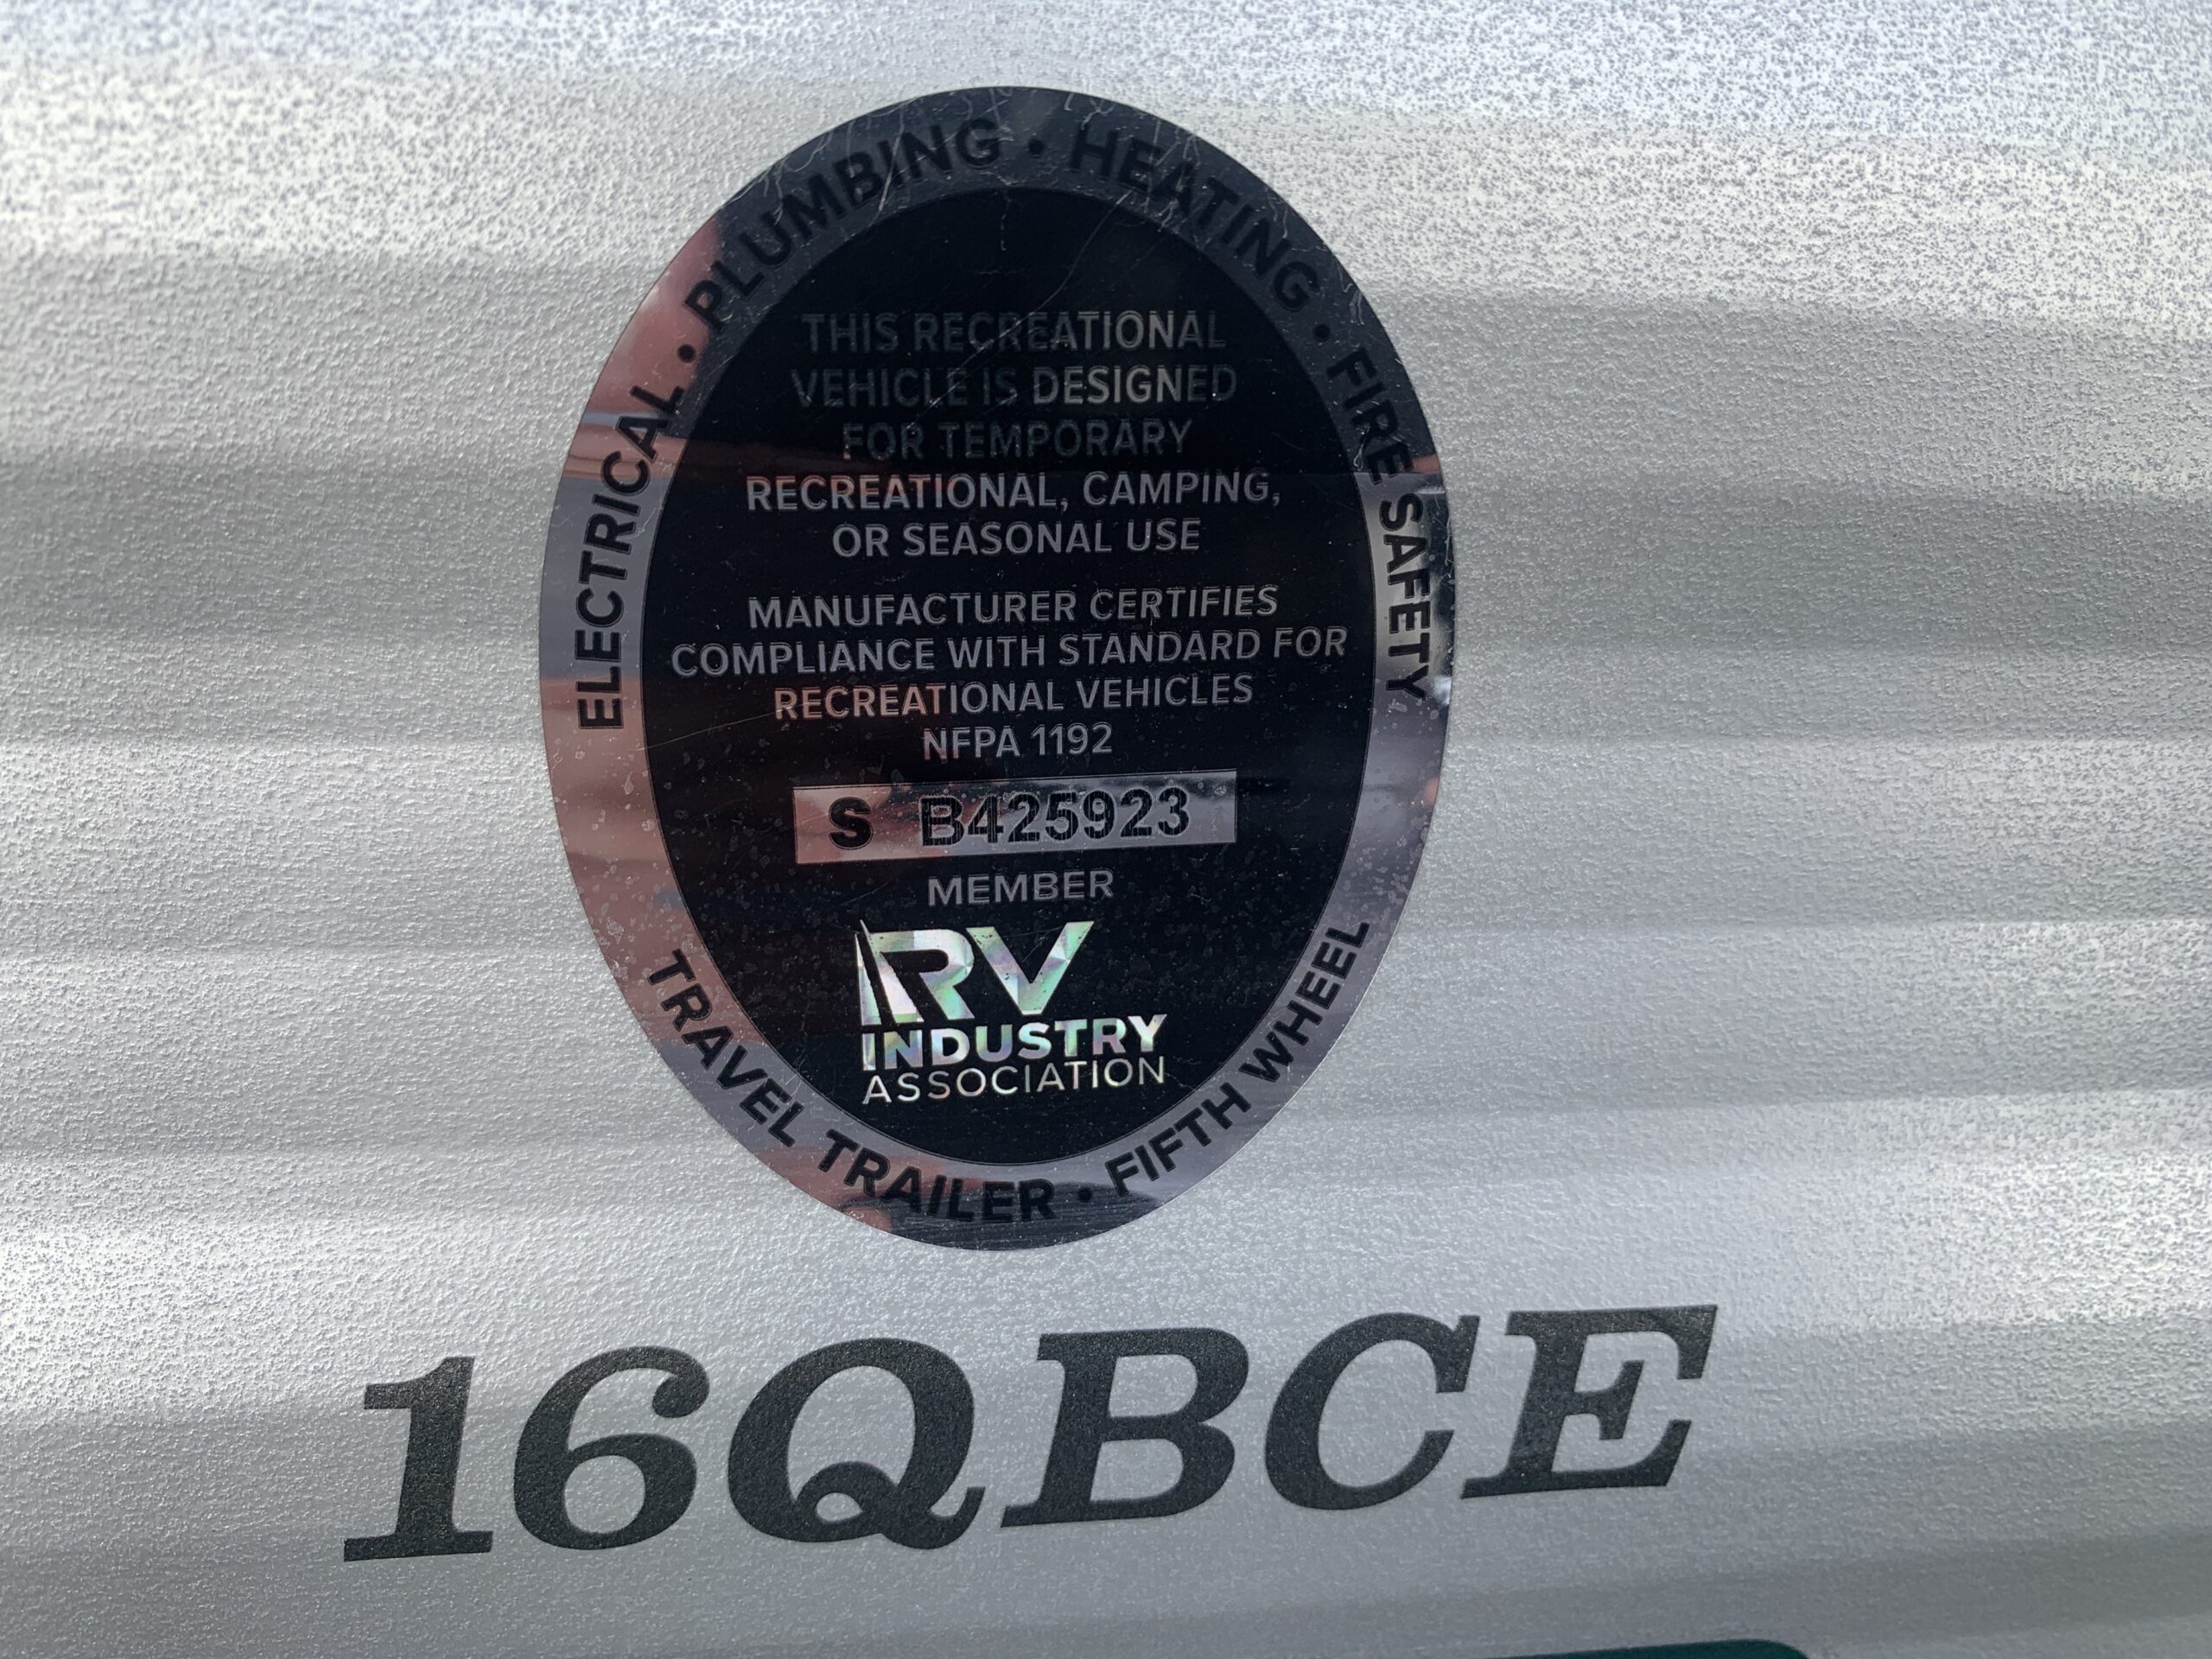 ELECTRICAL • PLUMBING • HEATING • FIRE SAFETY
THIS RECREATIONAL
VEHICLE IS DESIGNED
FOR TEMPORARY
RECREATIONAL, CAMPING,
OR SEASONAL USE
MANUFACTURER CERTIFIES
COMPLIANCE WITH STANDARD FOR
RECREATIONAL VEHICLES
NFPA 1192
S B425923
MEMBER
RV
INDUSTRY
ASSOCIATION
TRAVEL TRAILER • FIFTH WHEEL
16QBCE